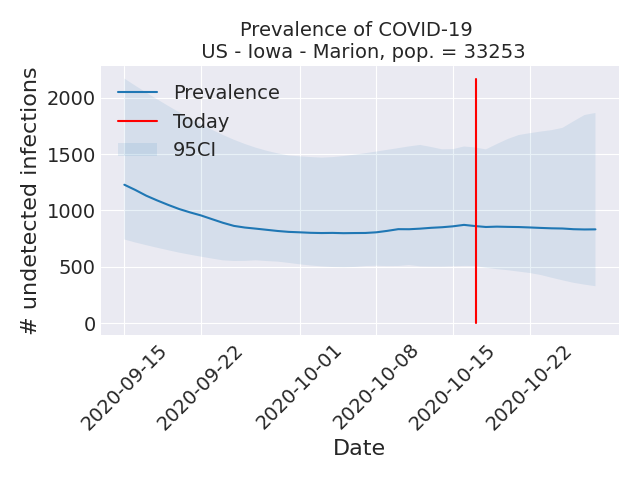 Prevalence of COVID-19
US - Iowa - Marion, pop. = 33253
# undetected infections
2000
1500
1000
500
0
Prevalence
Today
95CI
2020-09-15
2020-09-22
2020-10-01
2020-10-08
2020-10-15
2020-10-22
Date